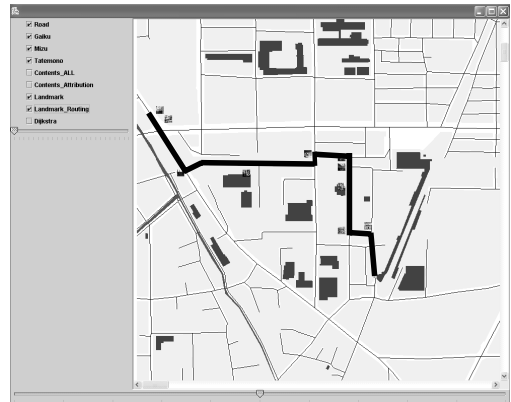 Road
Gaiku
Mizu
Tatemono
Contents_ALL
Contents_Attribution
Landmark
Landmark_Routing
Dijkstra